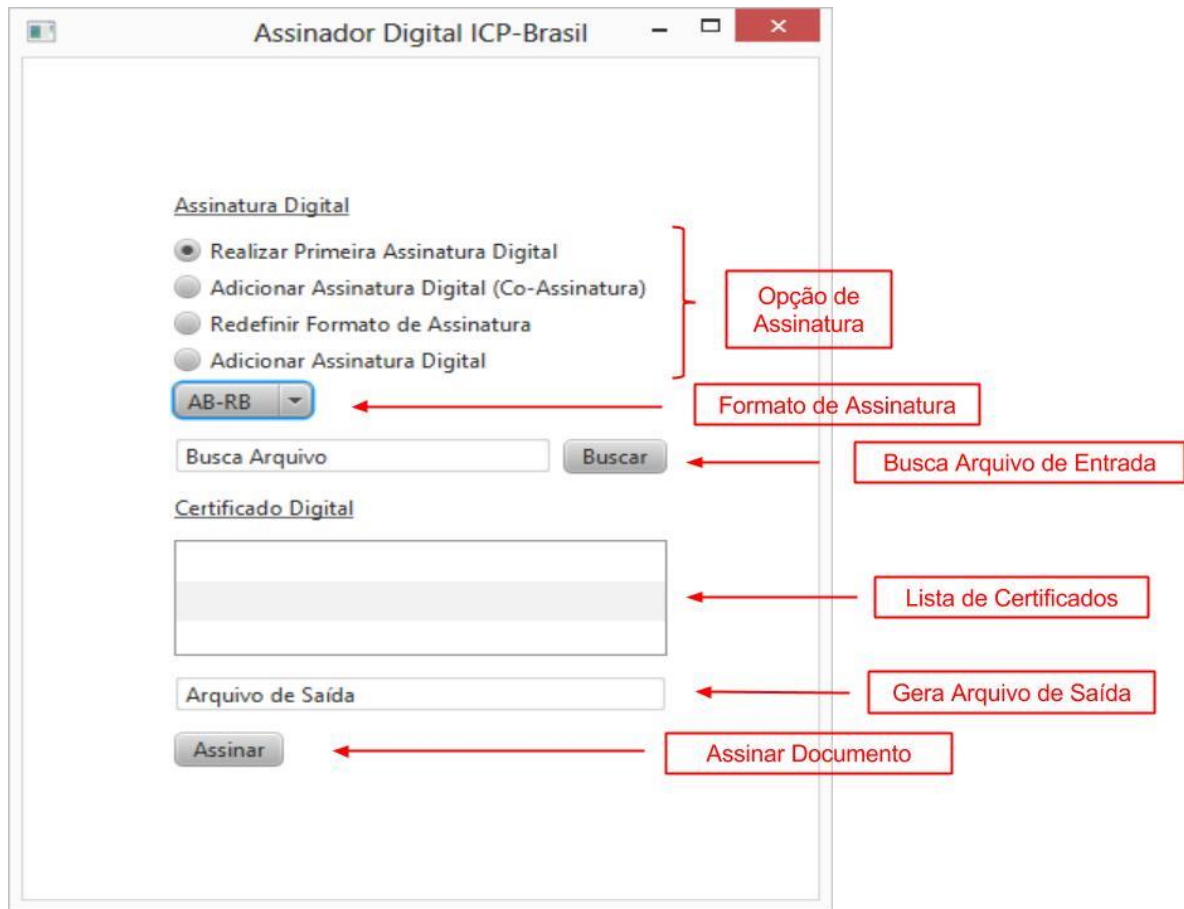 Assinador Digital ICP-Brasil
Assinatura Digital
Realizar Primeira Assinatura Digital
Adicionar Assinatura Digital (Co-Assinatura)
Redefinir Formato de Assinatura
Adicionar Assinatura Digital
Opção de
Assinatura
AB-RB
Formato de Assinatura
Busca Arquivo
Buscar
Busca Arquivo de Entrada
Certificado Digital
Lista de Certificados
Arquivo de Saída
Gera Arquivo de Saída
Assinar
Assinar Documento